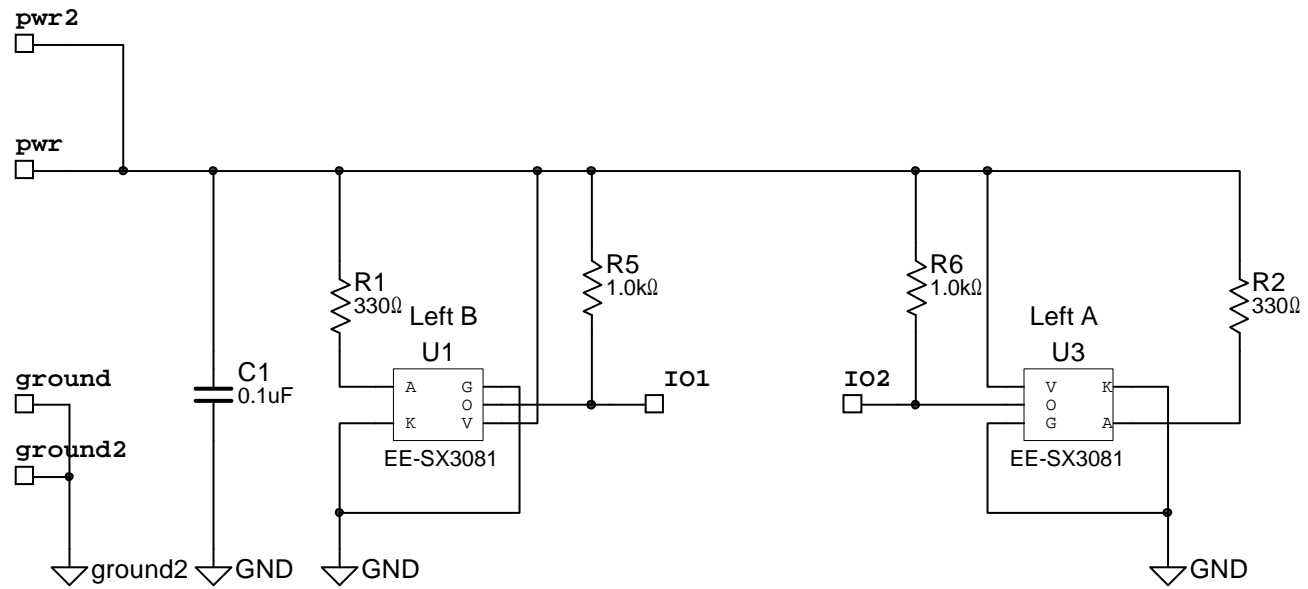 pwr2
pwr
R1
330Ω
R5
1.0kΩ
R6
1.0kΩ
R2
330Ω
Left B
U1
Left A
U3
ground
C1
0.1uF
A G
O
K V
IO1
IO2
V K
O
G A
ground2
EE-SX3081
EE-SX3081
ground2
GND
GND
GND